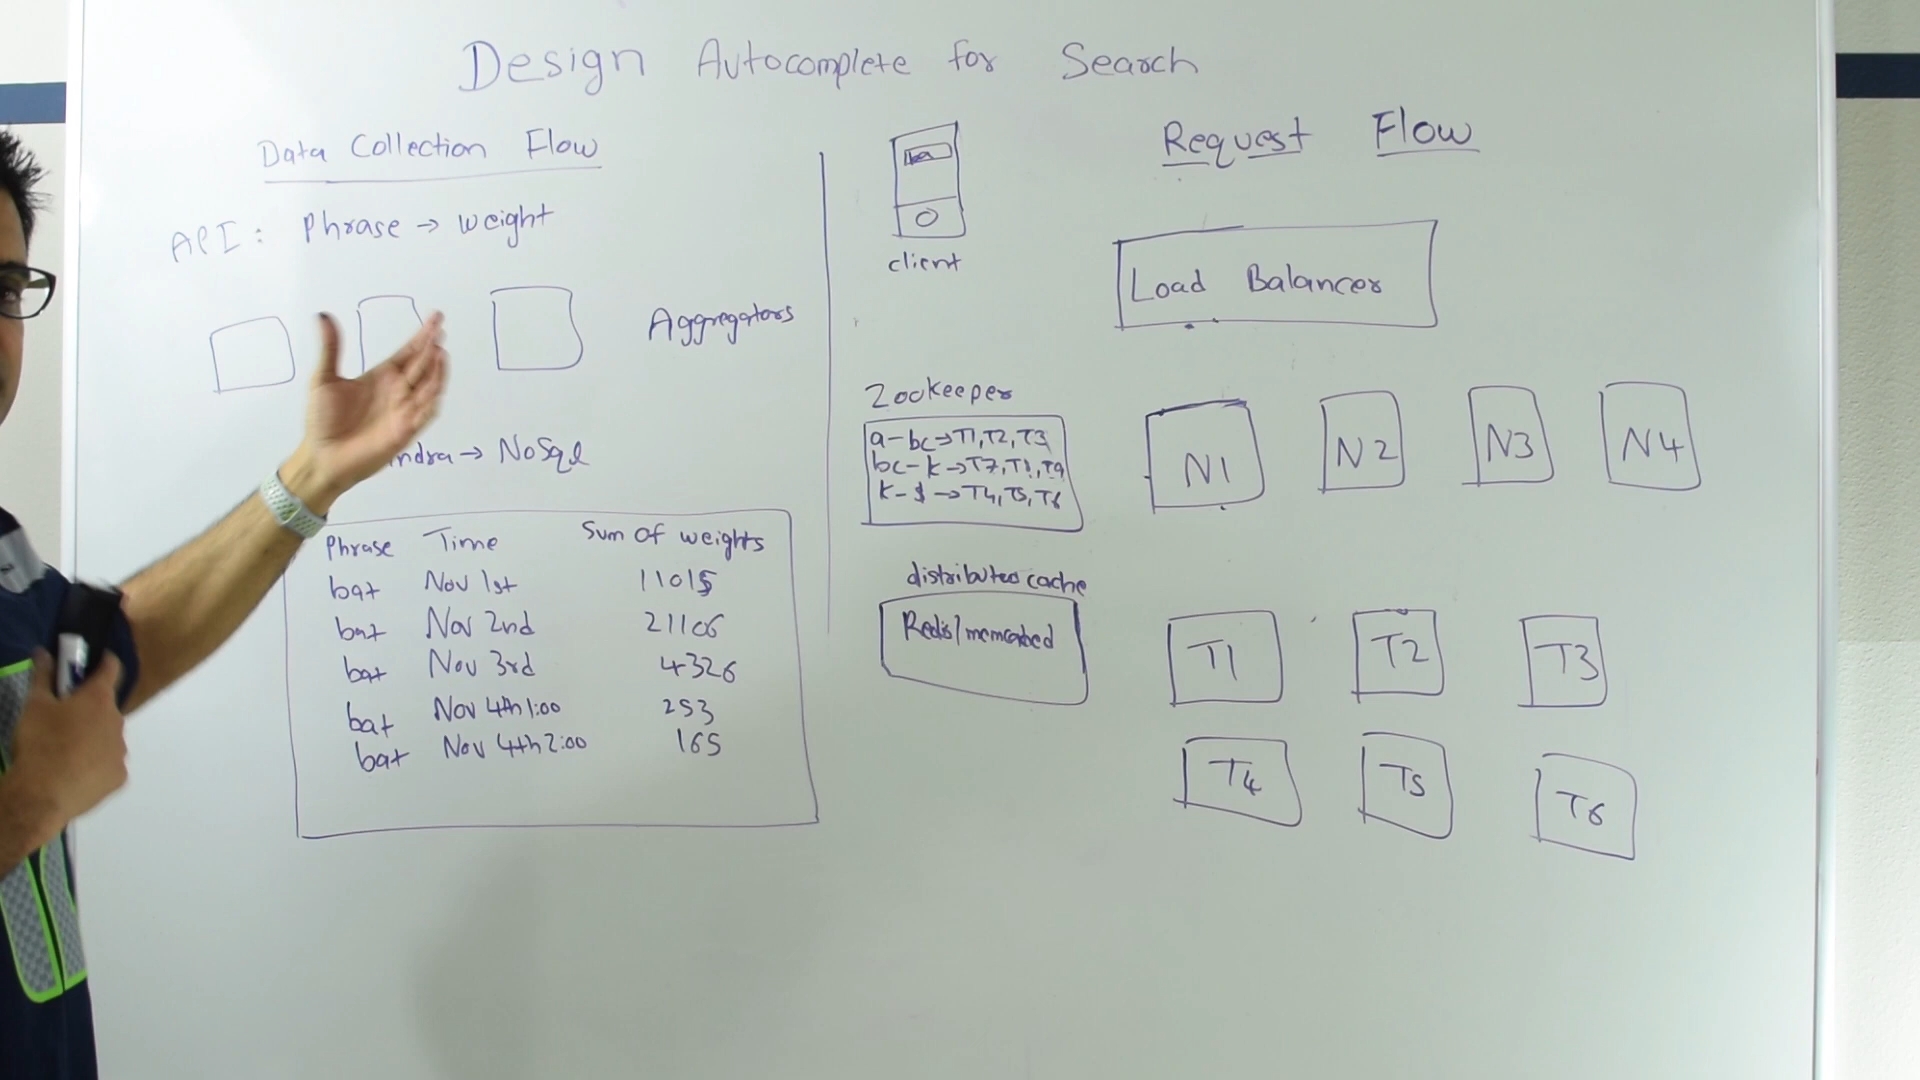 Design Autocomplete for Search
Data Collection Flow
API: Phrase → weight
Aggregators
ndra → NoSql
Phrase Time Sum of weights
bat Nov 1st 11015
bat Nov 2nd 21106
bat Nov 3rd 4326
bat Nov 4th 1:00 253
bat Nov 4th 2:00 165
client
Request Flow
Load Balancer
Zookeeper
a-bc→T1,T2,T3
bc-k→T7,T8,T9
k-$→T4,T5,T6
N1 N2 N3 N4
distributed cache
Redis/memcached
T1 T2 T3
T4 T5 T6